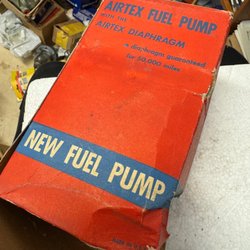 AIRTEX FUEL PUMP
WITH THE
AIRTEX DIAPHRAGM
a diaphragm guaranteed
for 50,000 miles
NEW FUEL PUMP